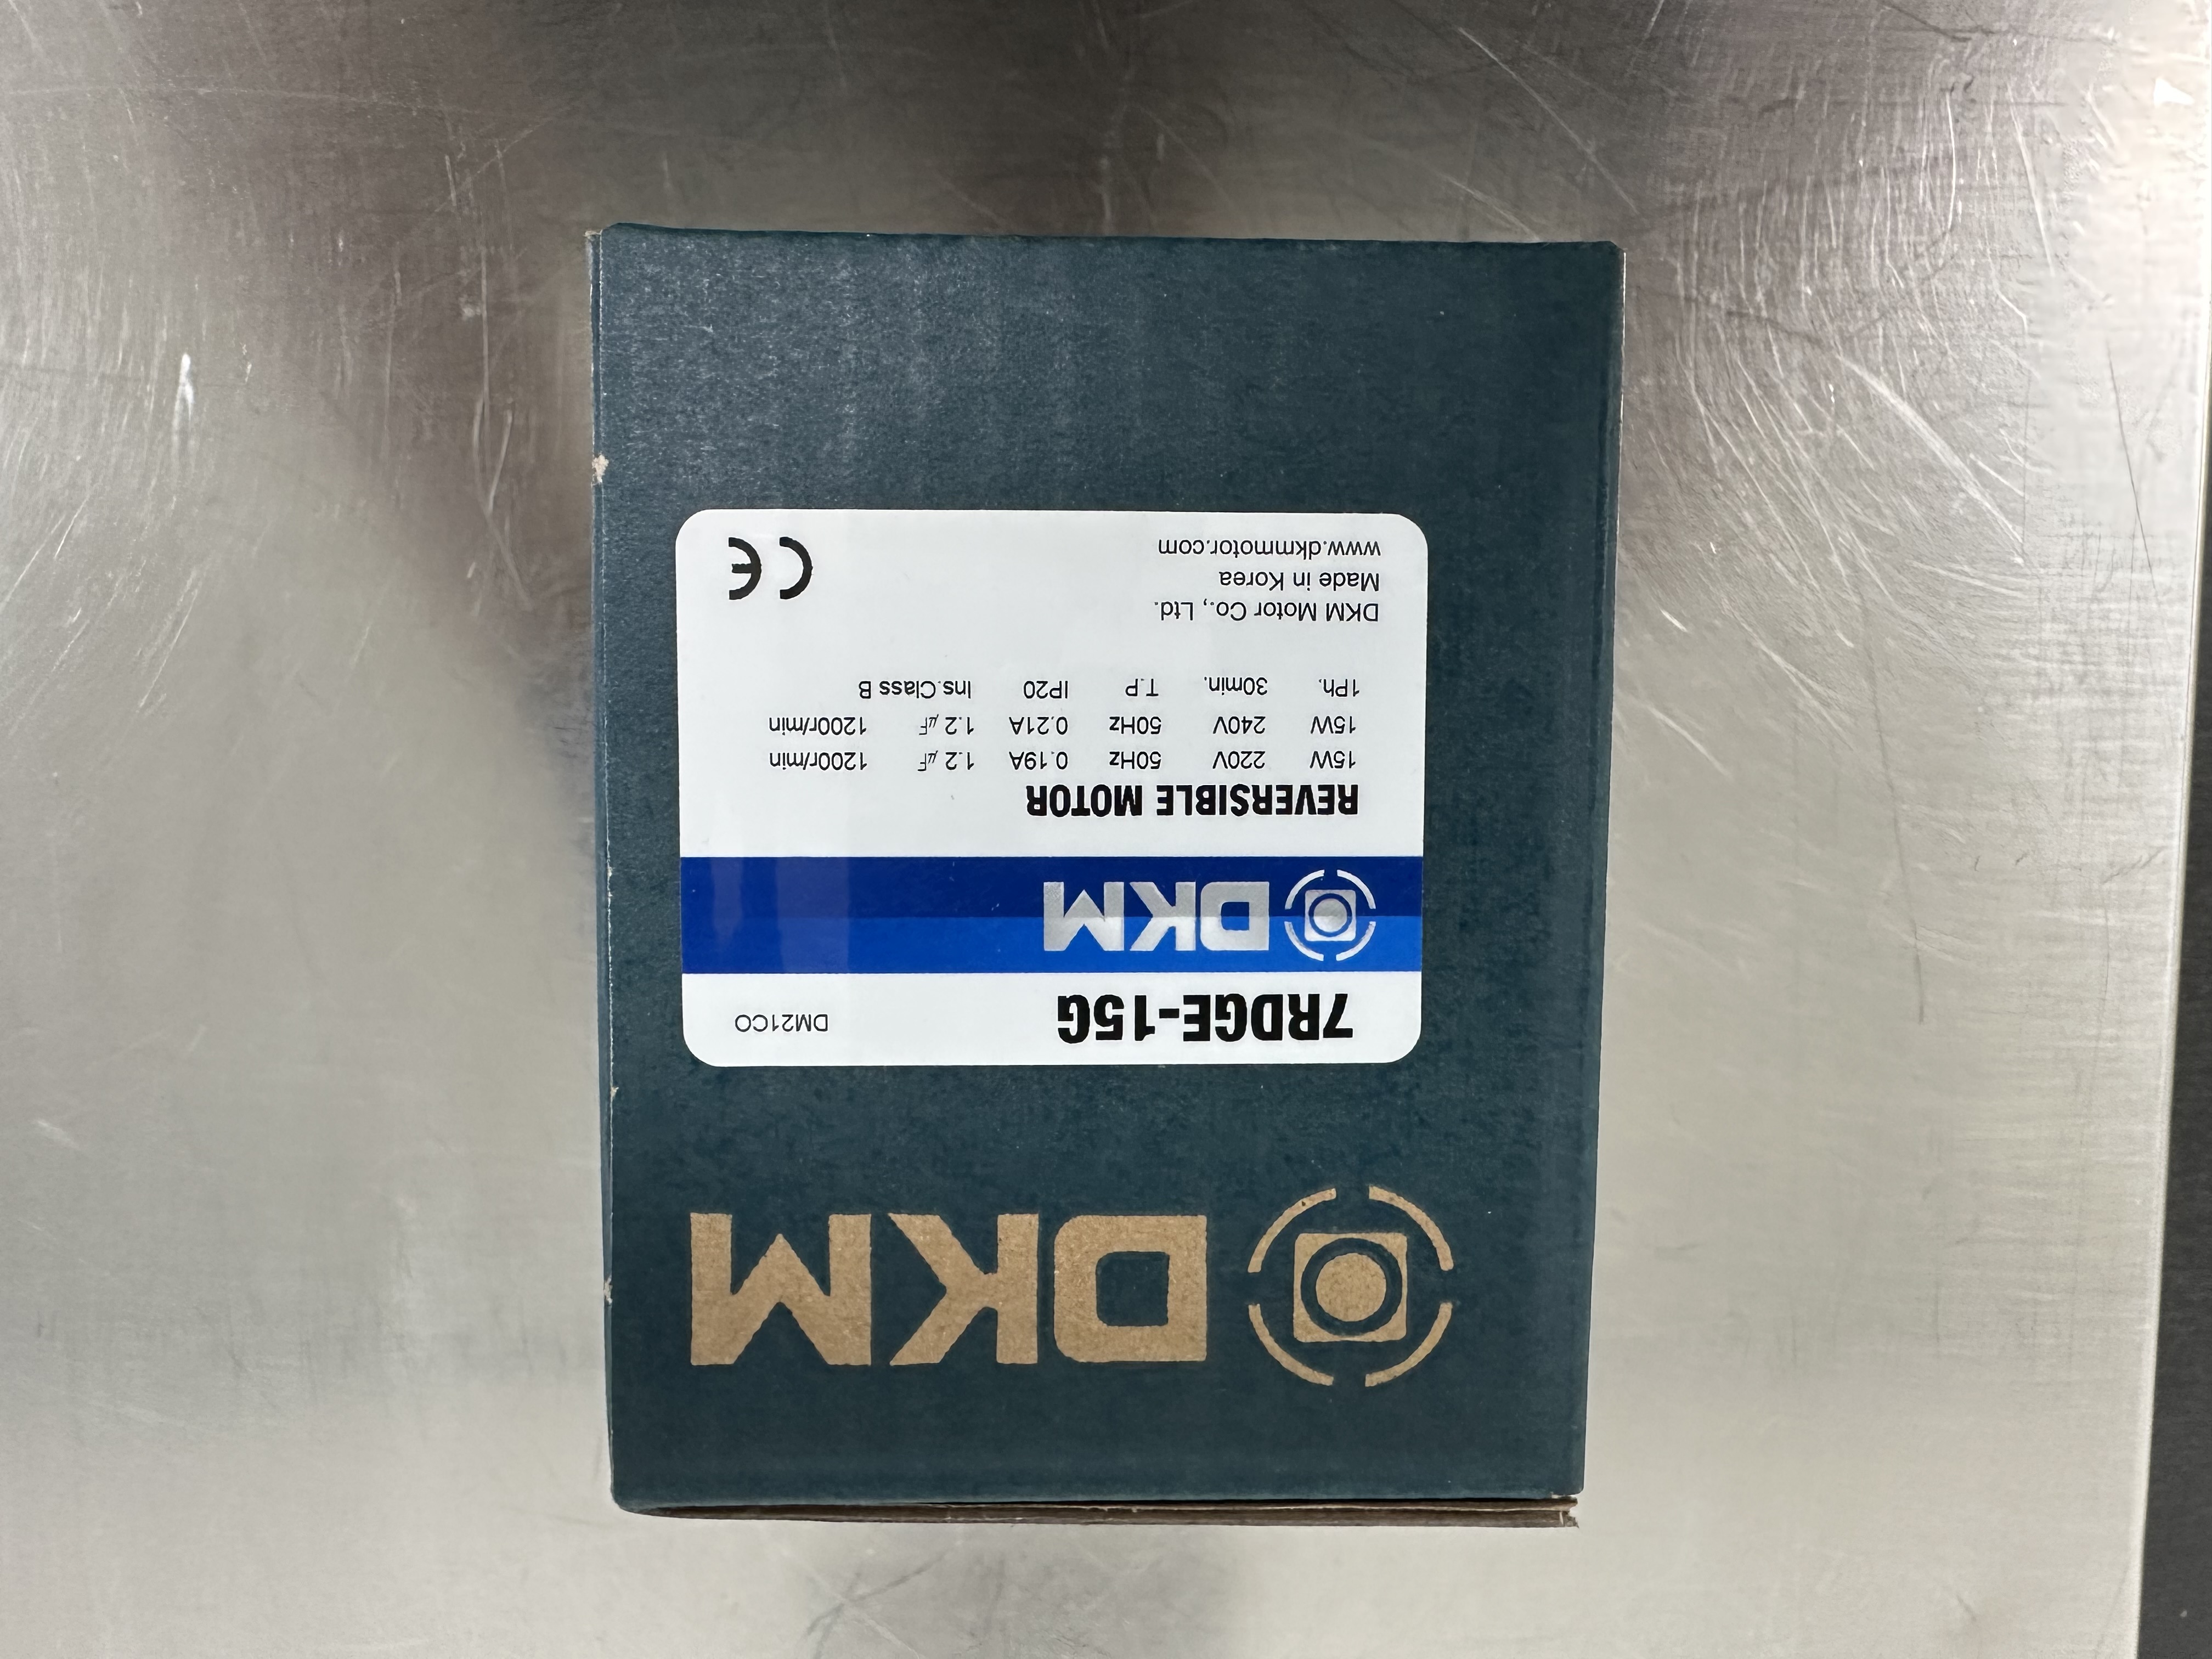 DKM
7RDGE-15G DM21CO
DKM
REVERSIBLE MOTOR
15W 220V 50Hz 0.19A 1.2㎌ 1200r/min
15W 240V 50Hz 0.21A 1.2㎌ 1200r/min
1Ph. 30min. T.P IP20 Ins.Class B
DKM Motor Co., Ltd.
Made in Korea
www.dkmmotor.com CE